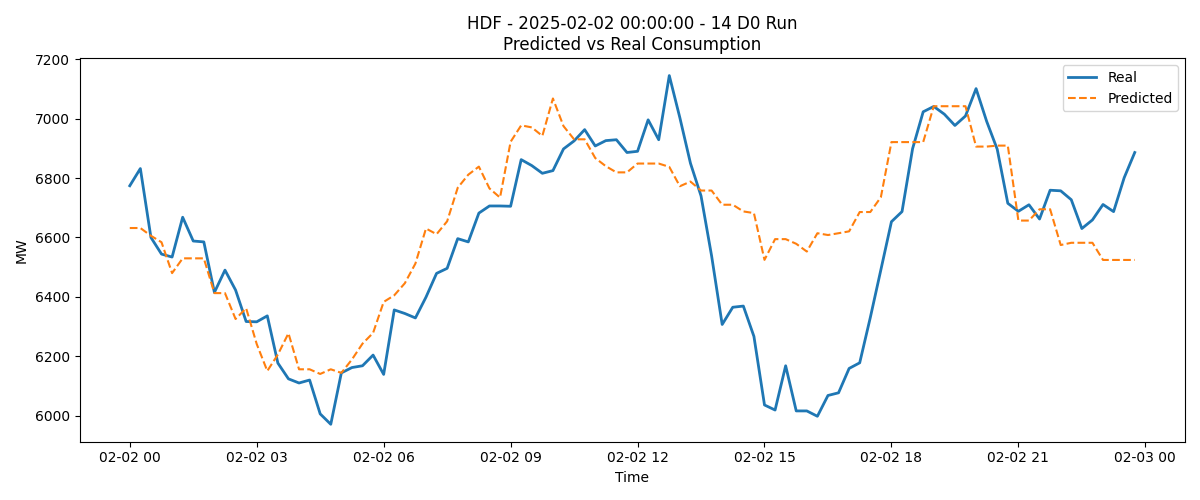 HDF - 2025-02-02 00:00:00 - 14 D0 Run
Predicted vs Real Consumption
7200
7000
6800
6600
6400
6200
6000
MW
Real
Predicted
02-02 00
02-02 03
02-02 06
02-02 09
02-02 12
02-02 15
02-02 18
02-02 21
02-03 00
Time